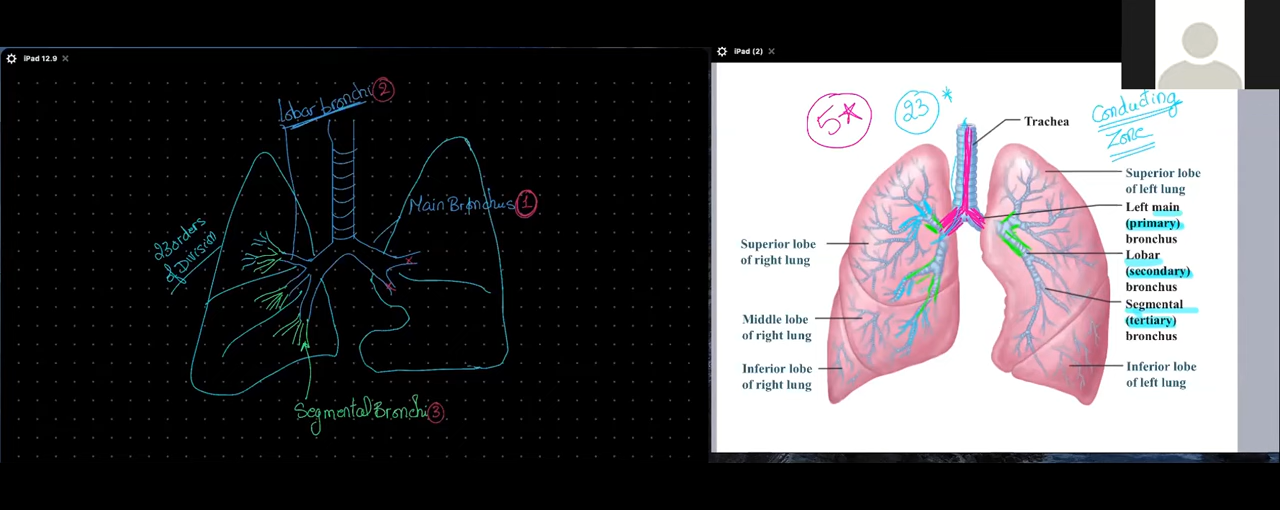 iPad 12.9
Lobar bronchi 2
Main Bronchus 1
23 orders
of Division
Segmental Bronchi 3
iPad (2)
5*
23 *
Conducting
Zone
Trachea
Superior lobe
of left lung
Left main
(primary)
bronchus
Lobar
(secondary)
bronchus
Segmental
(tertiary)
bronchus
Inferior lobe
of left lung
Superior lobe
of right lung
Middle lobe
of right lung
Inferior lobe
of right lung